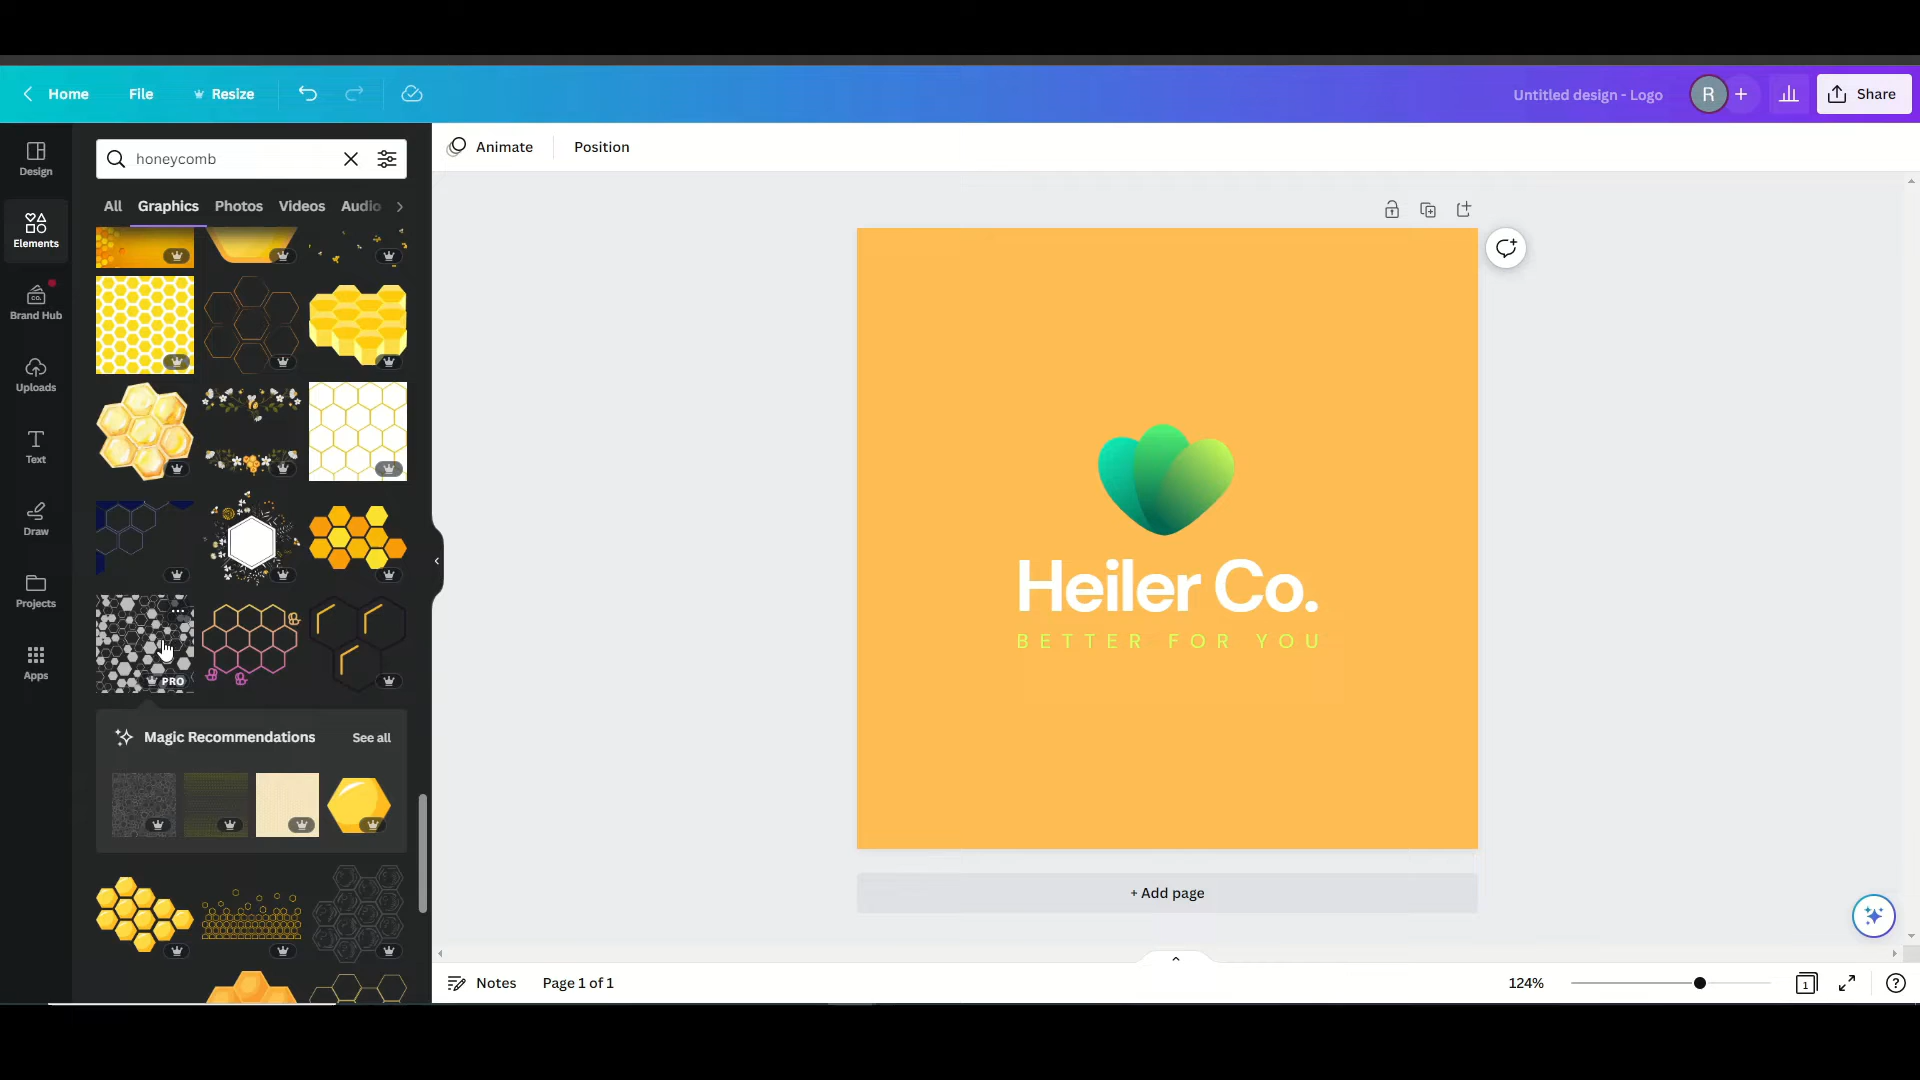 Home File Resize Untitled design - Logo R + Share
Design
honeycomb
Animate Position
All Graphics Photos Videos Audio
Elements
Brand Hub
CO.
Uploads
Text
Draw
Projects
Apps
PRO
Magic Recommendations See all
Heiler Co.
BETTER FOR YOU
+ Add page
Notes Page 1 of 1 124% 1 ?